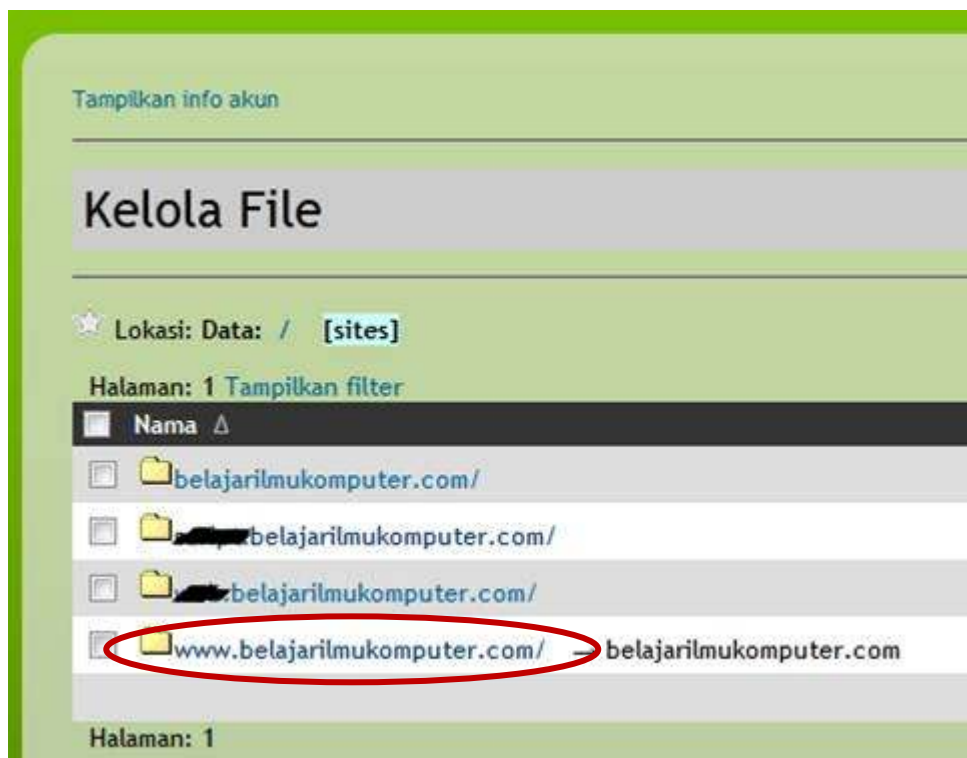 Tampilkan info akun
Kelola File
Lokasi: Data: / [sites]
Halaman: 1 Tampilkan filter
Nama Δ
belajarilmukomputer.com/
belajarilmukomputer.com/
.belajarilmukomputer.com/
www.belajarilmukomputer.com/ → belajarilmukomputer.com
Halaman: 1